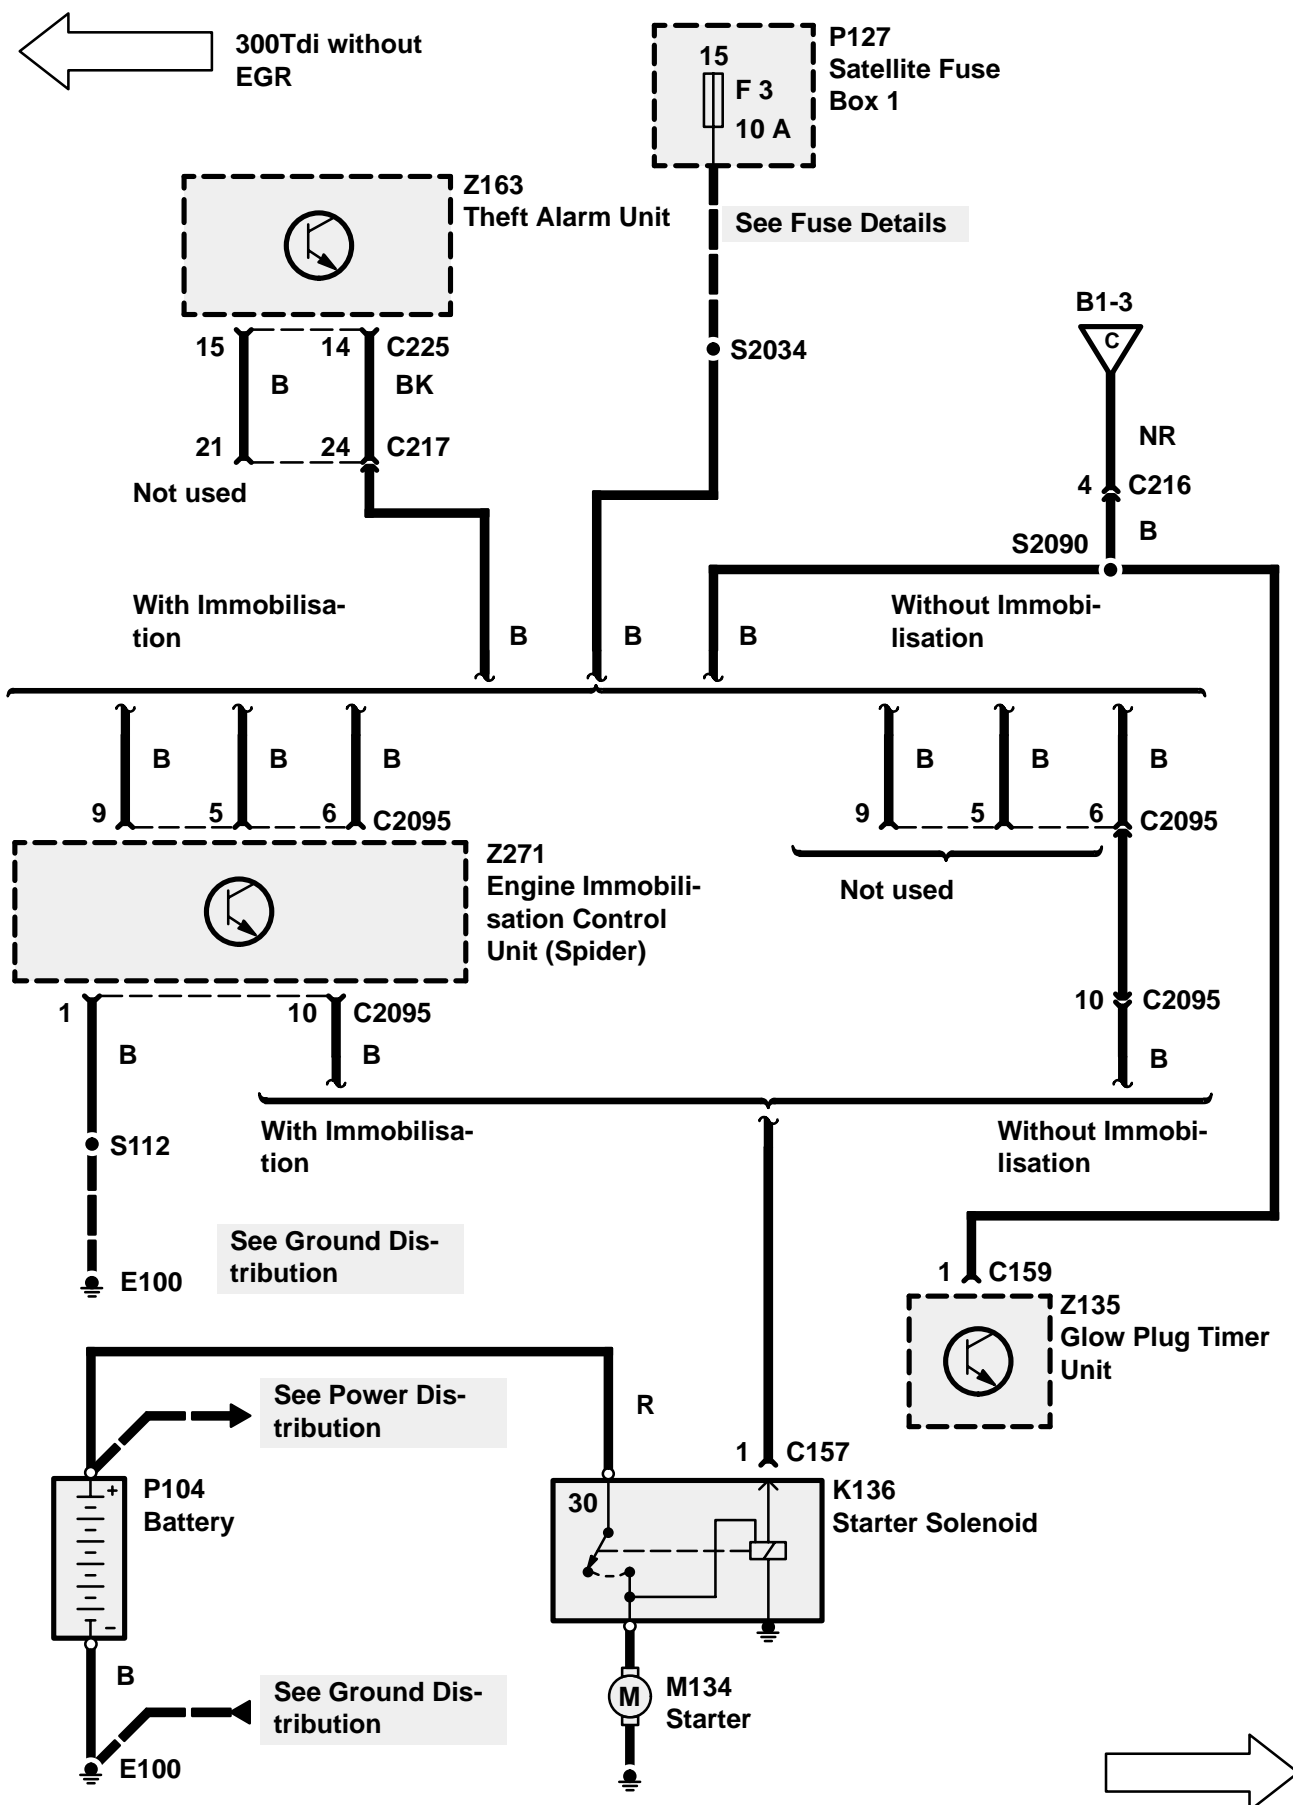 300Tdi without
EGR
P127
Satellite Fuse
Box 1
15
F 3
10 A
Z163
Theft Alarm Unit
See Fuse Details
B1-3
C
15
14
C225
S2034
B
BK
NR
21
24
C217
4
C216
Not used
B
S2090
With Immobilisa-
tion
Without Immobi-
lisation
B
B
B
B
B
B
B
B
B
9
5
6
C2095
9
5
6
C2095
Z271
Engine Immobili-
sation Control
Unit (Spider)
Not used
1
10
C2095
10
C2095
B
B
B
With Immobilisa-
tion
Without Immobi-
lisation
S112
See Ground Dis-
tribution
E100
1
C159
Z135
Glow Plug Timer
Unit
See Power Dis-
tribution
R
1
C157
P104
Battery
+
-
30
K136
Starter Solenoid
B
See Ground Dis-
tribution
M
M134
Starter
E100